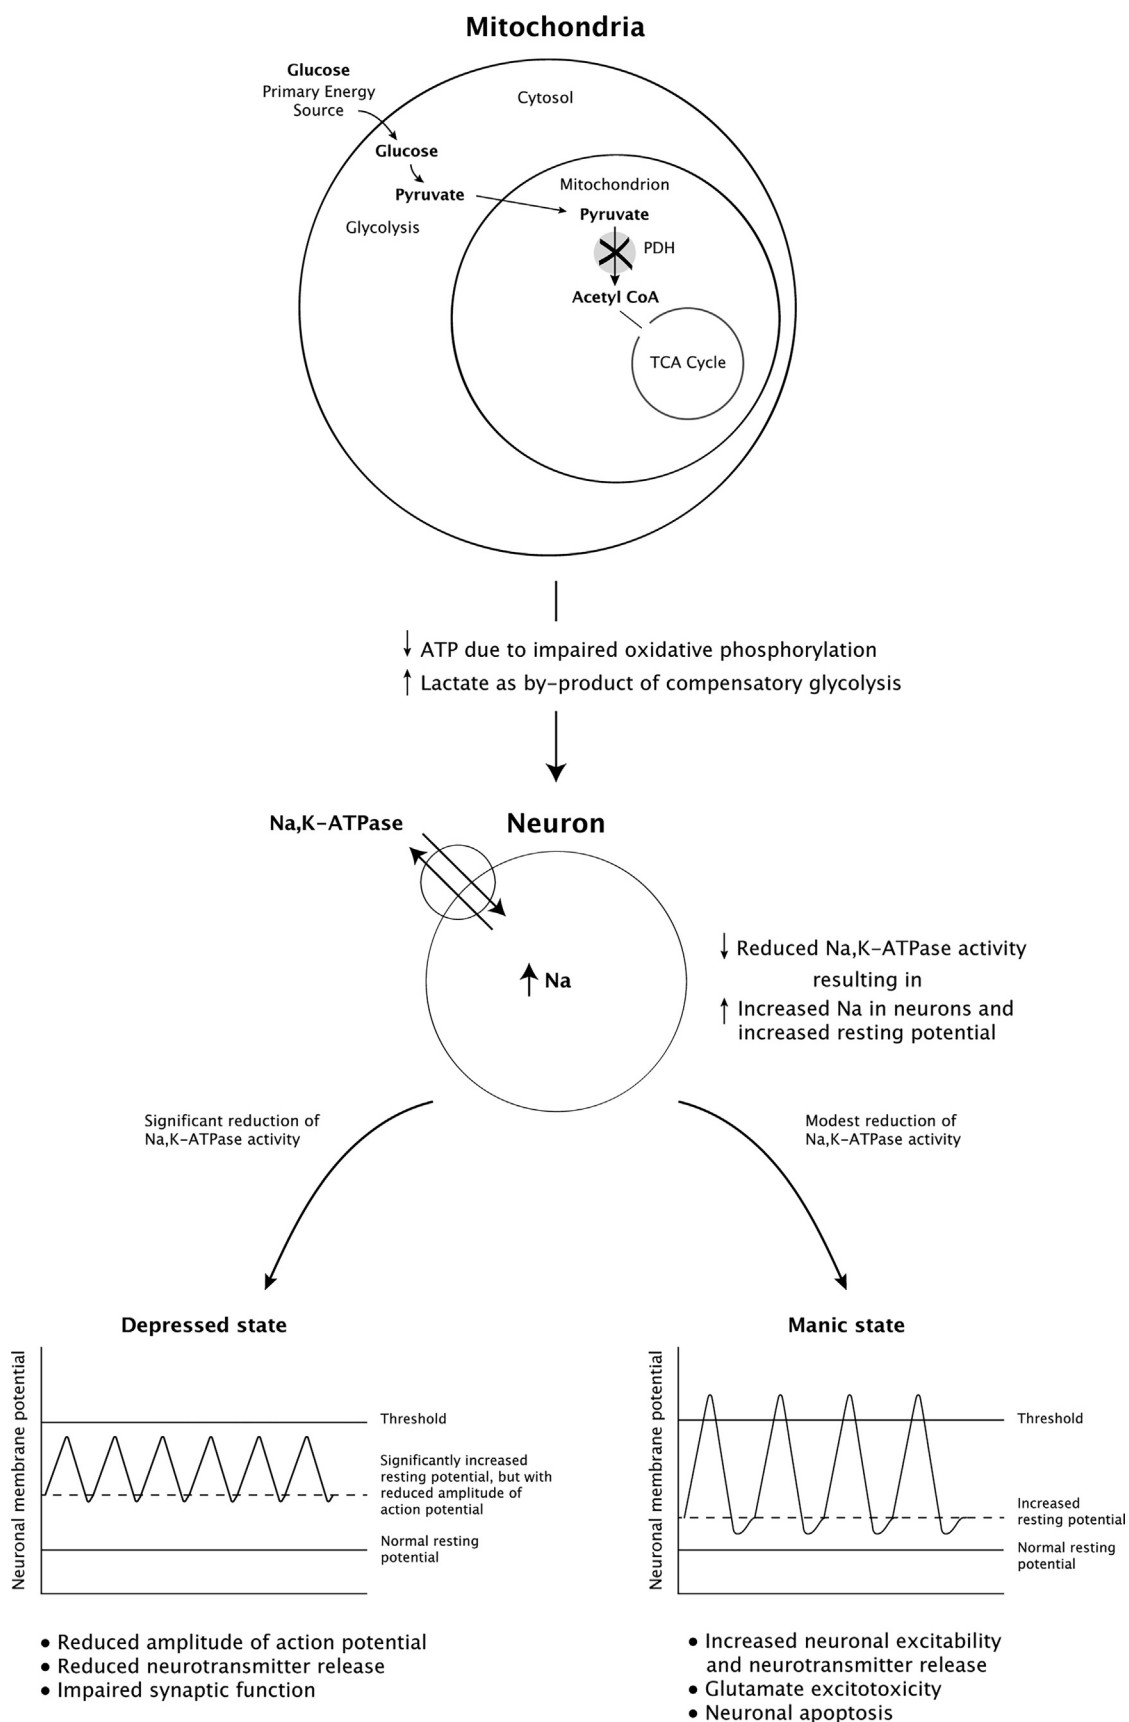 Mitochondria
Glucose
Primary Energy
Source
Cytosol
Glucose
Pyruvate
Glycolysis
Mitochondrion
Pyruvate
PDH
Acetyl CoA
TCA Cycle
↓ ATP due to impaired oxidative phosphorylation
↑ Lactate as by-product of compensatory glycolysis
Na,K-ATPase
Neuron
↑ Na
↓ Reduced Na,K-ATPase activity
resulting in
↑ Increased Na in neurons and
increased resting potential
Significant reduction of
Na,K-ATPase activity
Modest reduction of
Na,K-ATPase activity
Depressed state
Neuronal membrane potential
Threshold
Significantly increased
resting potential, but with
reduced amplitude of
action potential
Normal resting
potential
• Reduced amplitude of action potential
• Reduced neurotransmitter release
• Impaired synaptic function
Manic state
Neuronal membrane potential
Threshold
Increased
resting potential
Normal resting
potential
• Increased neuronal excitability
and neurotransmitter release
• Glutamate excitotoxicity
• Neuronal apoptosis